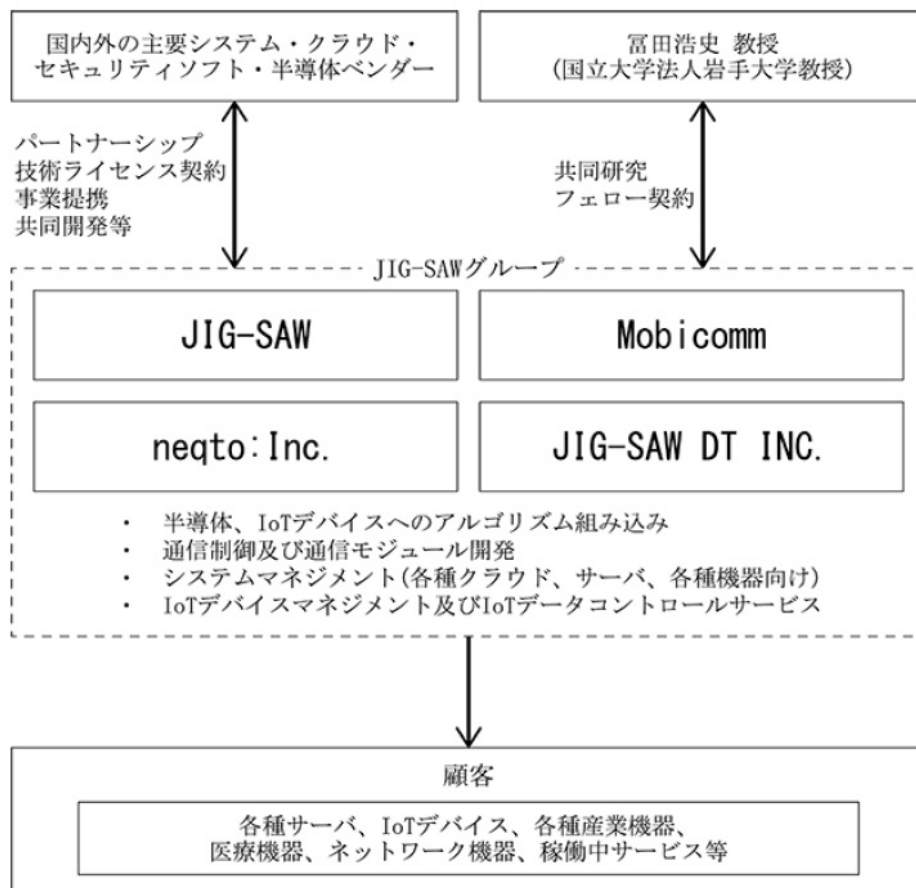 国内外の主要システム・クラウド・
セキュリティソフト・半導体ベンダー
冨田浩史 教授
(国立大学法人岩手大学教授)
パートナーシップ
技術ライセンス契約
事業提携
共同開発等
共同研究
フェロー契約
JIG-SAWグループ
JIG-SAW
Mobicomm
neqto:Inc.
JIG-SAW DT INC.
・ 半導体、IoTデバイスへのアルゴリズム組み込み
・ 通信制御及び通信モジュール開発
・ システムマネジメント(各種クラウド、サーバ、各種機器向け)
・ IoTデバイスマネジメント及びIoTデータコントロールサービス
顧客
各種サーバ、IoTデバイス、各種産業機器、
医療機器、ネットワーク機器、稼働中サービス等